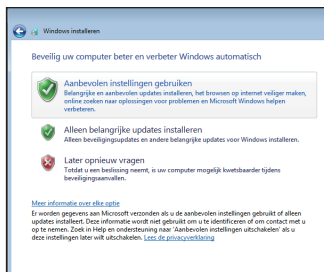 Windows installeren
Beveilig uw computer beter en verbeter Windows automatisch
Aanbevolen instellingen gebruiken
Belangrijke en aanbevolen updates installeren, het browsen op internet veiliger maken,
online zoeken naar oplossingen voor problemen en Microsoft Windows helpen
verbeteren.
Alleen belangrijke updates installeren
Alleen beveiligingsupdates en andere belangrijke updates voor Windows installeren.
Later opnieuw vragen
Totdat u een beslissing neemt, is uw computer mogelijk kwetsbaarder tijdens
beveiligingsaanvallen.
Meer informatie over elke optie
Er worden gegevens aan Microsoft verzonden als u de aanbevolen instellingen gebruikt of alleen
updates installeert. Deze informatie wordt niet gebruikt om u te identificeren of om contact met u
op te nemen. Zoek in Help en ondersteuning naar 'Aanbevolen instellingen uitschakelen' als u
deze instellingen later wilt uitschakelen. Lees de privacyverklaring